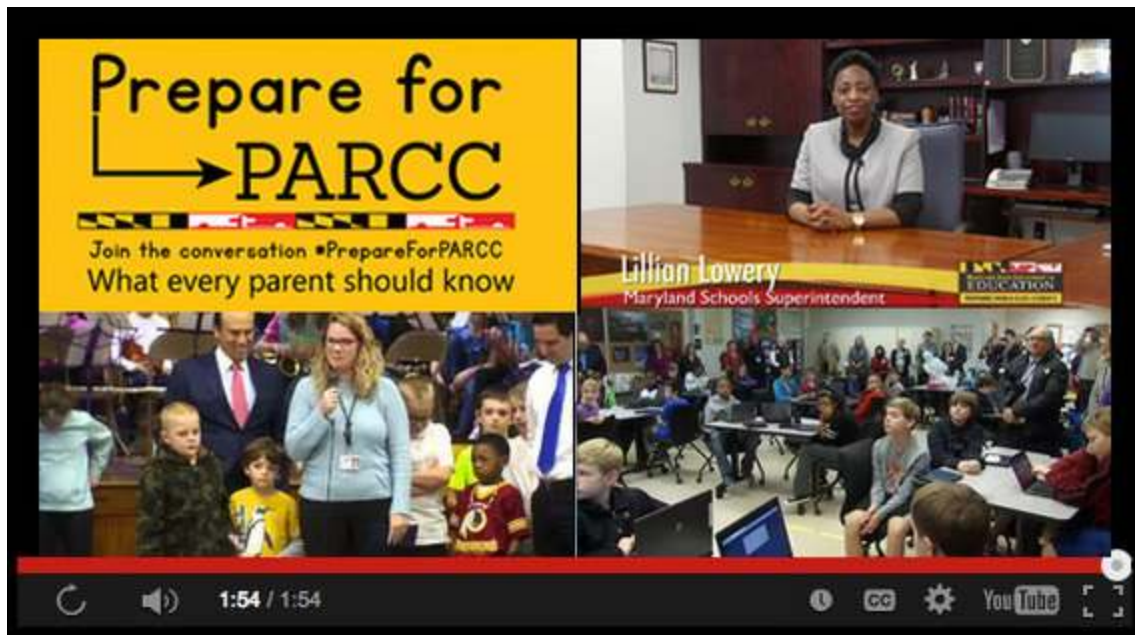 Prepare for
PARCC
Join the conversation #PrepareForPARCC
What every parent should know
Lillian Lowery
Maryland Schools Superintendent
EDUCATION
1:54 / 1:54
CC
YouTube